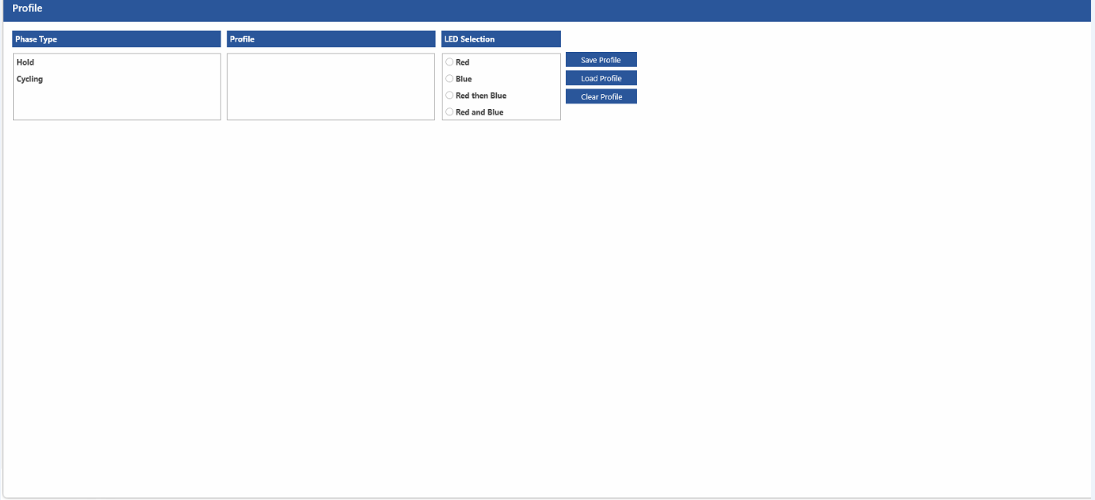 Profile
Phase Type
Hold
Cycling
Profile
LED Selection
Red
Blue
Red then Blue
Red and Blue
Save Profile
Load Profile
Clear Profile